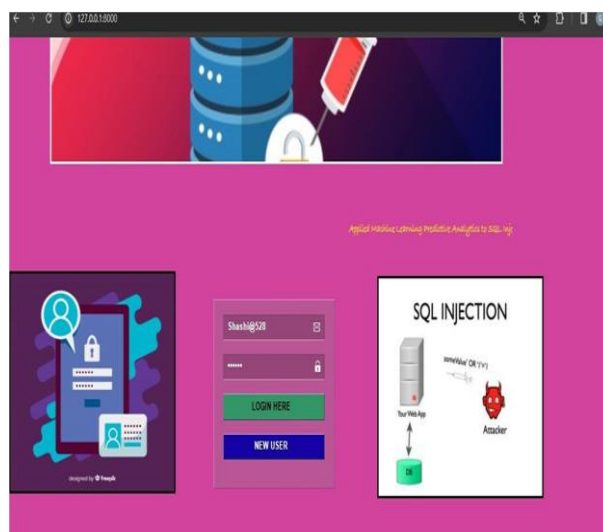 127.0.0.1:8000
Applied Machine Learning Predictive Analytics to SQL Inj
Shashi@528
••••••
LOGIN HERE
NEW USER
designed by freepik
SQL INJECTION
Your Web App
Attacker
DB